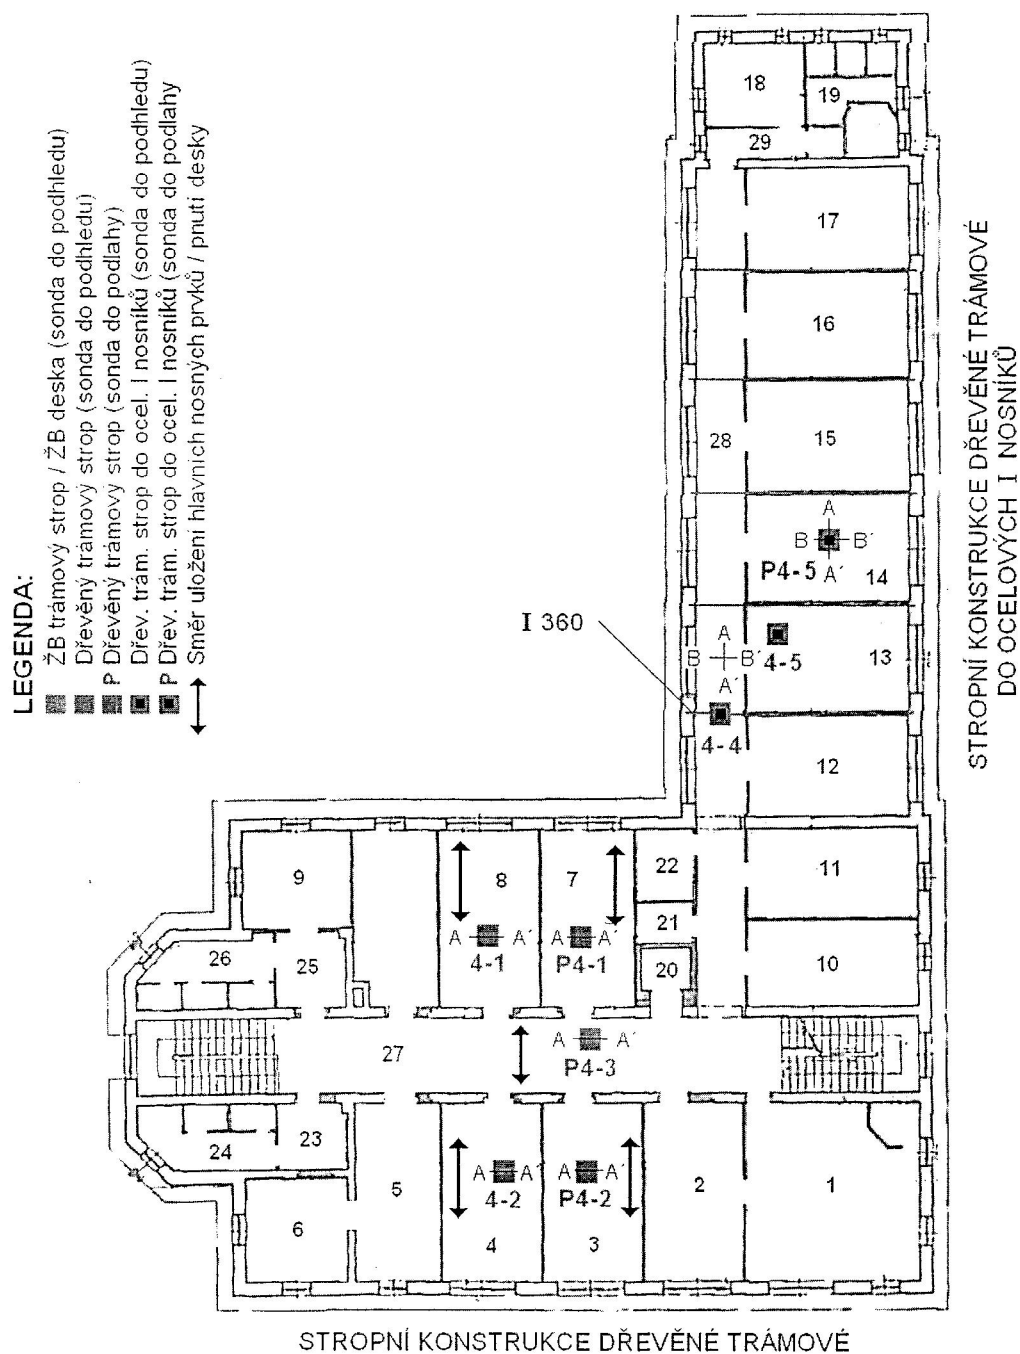 LEGENDA:
ŽB trámový strop / ŽB deska (sonda do podhledu)
Dřevěný trámový strop (sonda do podhledu)
P Dřevěný trámový strop (sonda do podlahy)
Dřev. trám. strop do ocel. I nosníků (sonda do podhledu)
P Dřev. trám. strop do ocel. I nosníků (sonda do podlahy
Směr uložení hlavních nosných prvků / pnutí desky
18
19
29
17
16
28
15
A
B B´
P4-5 A´
14
I 360
A
B B´
A´
4-5
13
4-4
12
STROPNÍ KONSTRUKCE DŘEVĚNÉ TRÁMOVÉ
DO OCELOVÝCH I NOSNÍKŮ
9
8
7
22
11
21
A A´
4-1
A A´
P4-1
26
25
20
10
27
A A´
P4-3
24
23
5
A A´
4-2
A A´
P4-2
2
1
6
4
3
STROPNÍ KONSTRUKCE DŘEVĚNÉ TRÁMOVÉ